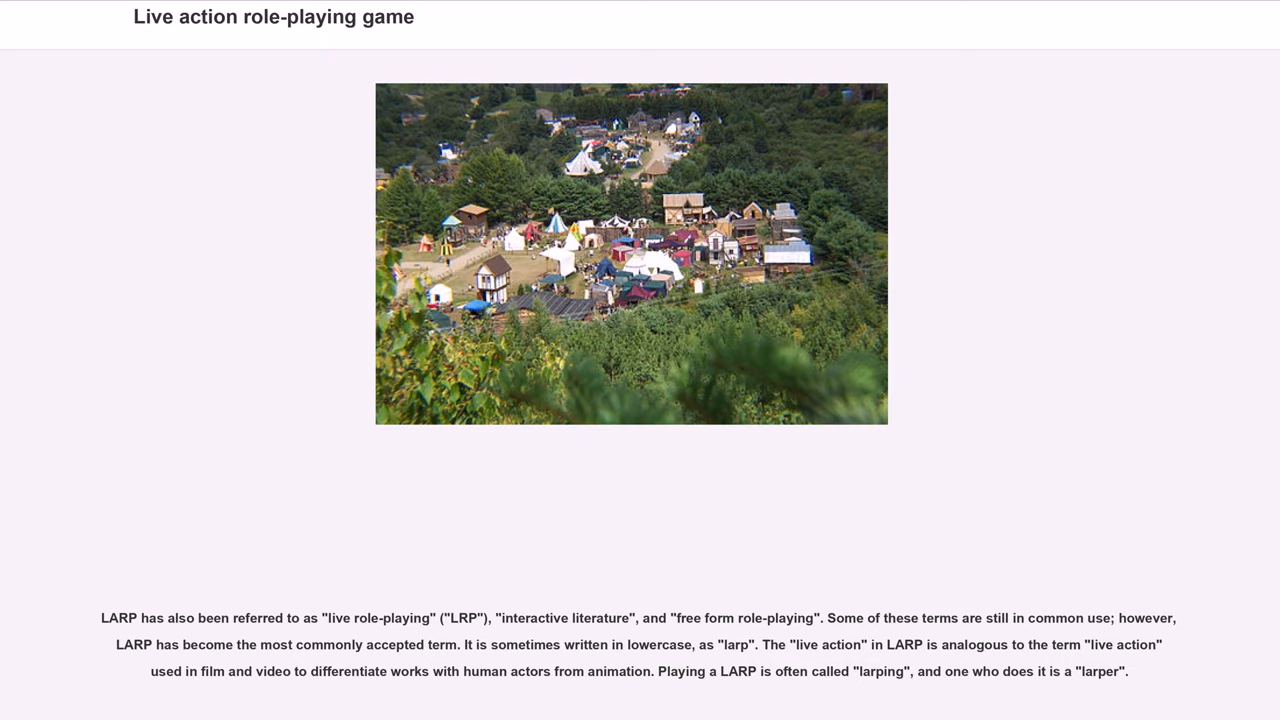 Live action role-playing game
LARP has also been referred to as "live role-playing" ("LRP"), "interactive literature", and "free form role-playing". Some of these terms are still in common use; however,
LARP has become the most commonly accepted term. It is sometimes written in lowercase, as "larp". The "live action" in LARP is analogous to the term "live action"
used in film and video to differentiate works with human actors from animation. Playing a LARP is often called "larping", and one who does it is a "larper".